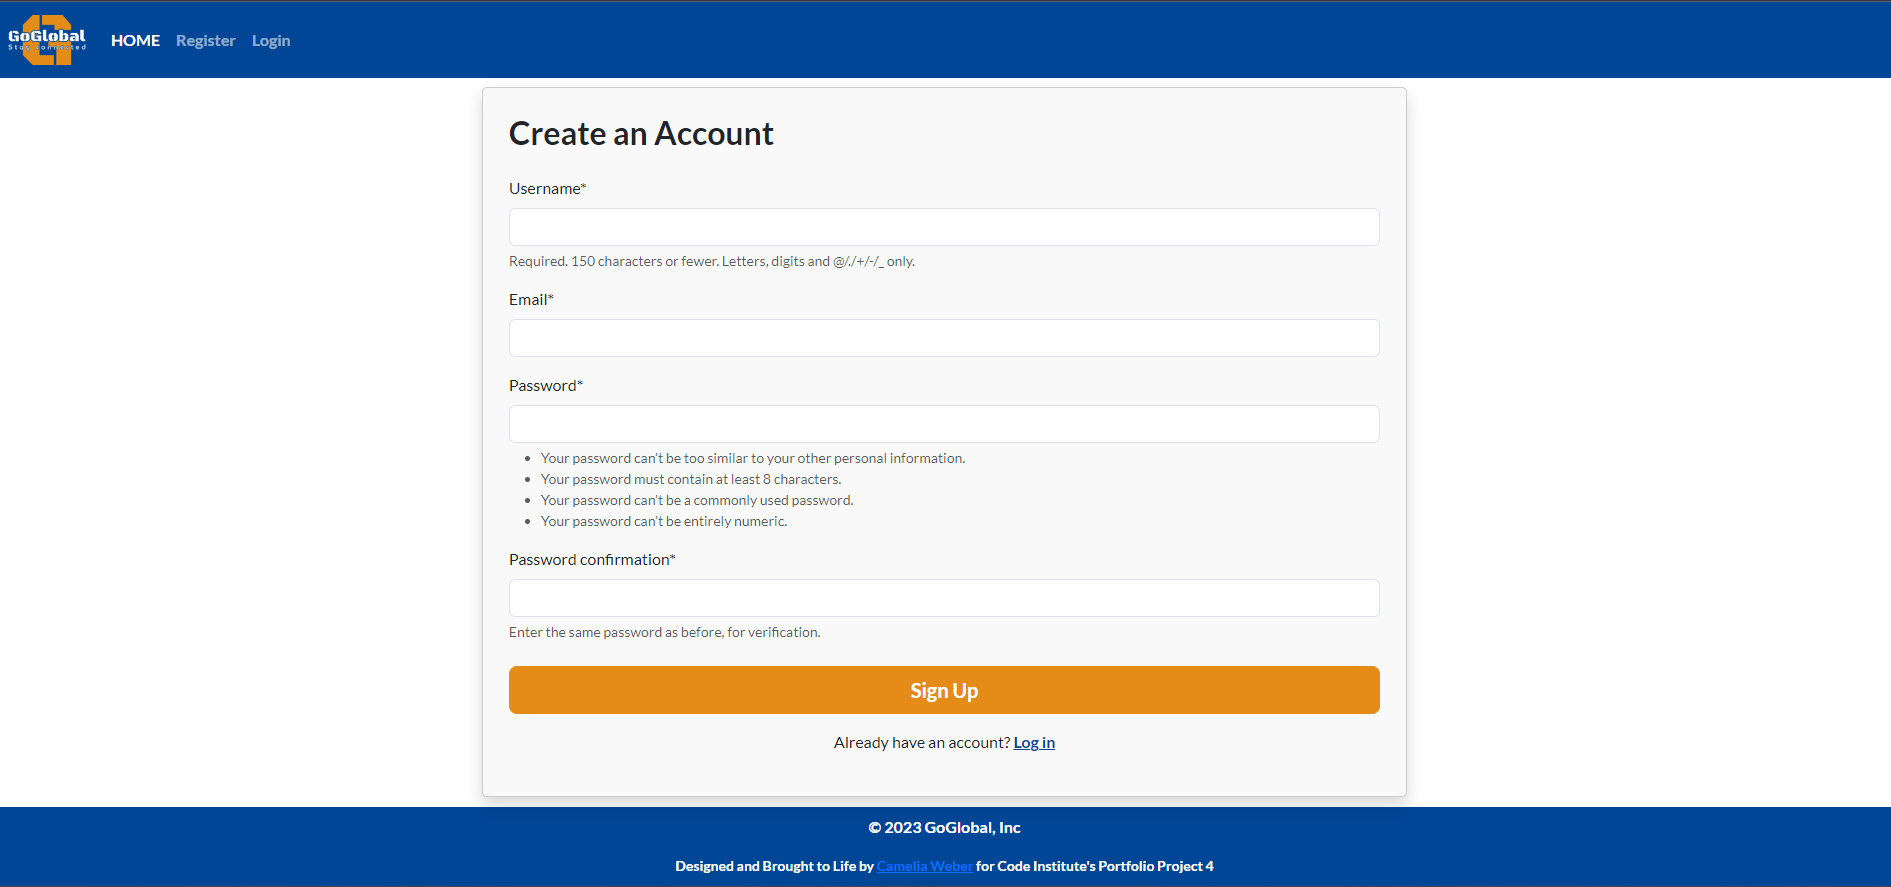 GoGlobal
Stay connected
HOME Register Login
Create an Account
Username*
Required. 150 characters or fewer. Letters, digits and @/./+/-/_ only.
Email*
Password*
• Your password can’t be too similar to your other personal information.
• Your password must contain at least 8 characters.
• Your password can’t be a commonly used password.
• Your password can’t be entirely numeric.
Password confirmation*
Enter the same password as before, for verification.
Sign Up
Already have an account? Log in
© 2023 GoGlobal, Inc
Designed and Brought to Life by Camelia Weber for Code Institute's Portfolio Project 4